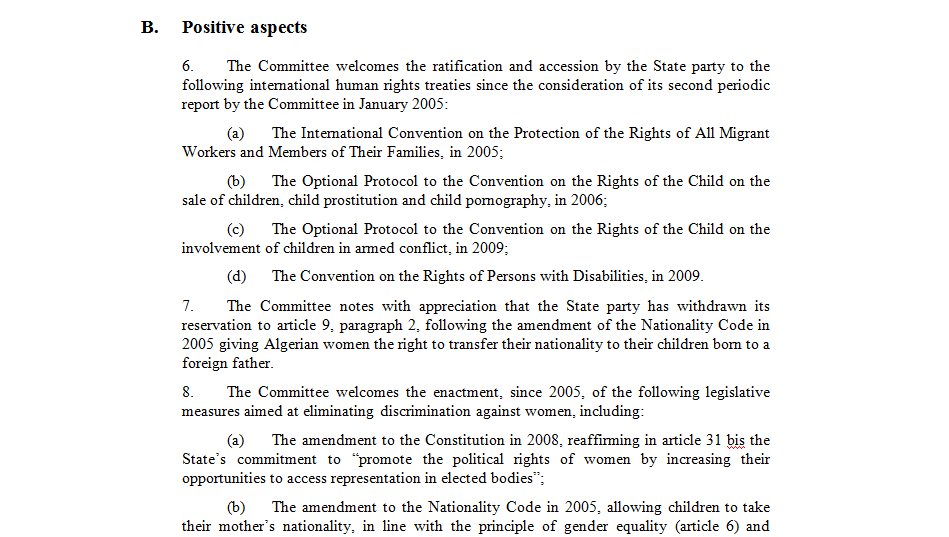 B. Positive aspects
6. The Committee welcomes the ratification and accession by the State party to the
following international human rights treaties since the consideration of its second periodic
report by the Committee in January 2005:
(a) The International Convention on the Protection of the Rights of All Migrant
Workers and Members of Their Families, in 2005;
(b) The Optional Protocol to the Convention on the Rights of the Child on the
sale of children, child prostitution and child pornography, in 2006;
(c) The Optional Protocol to the Convention on the Rights of the Child on the
involvement of children in armed conflict, in 2009;
(d) The Convention on the Rights of Persons with Disabilities, in 2009.
7. The Committee notes with appreciation that the State party has withdrawn its
reservation to article 9, paragraph 2, following the amendment of the Nationality Code in
2005 giving Algerian women the right to transfer their nationality to their children born to a
foreign father.
8. The Committee welcomes the enactment, since 2005, of the following legislative
measures aimed at eliminating discrimination against women, including:
(a) The amendment to the Constitution in 2008, reaffirming in article 31 bis the
State’s commitment to “promote the political rights of women by increasing their
opportunities to access representation in elected bodies”;
(b) The amendment to the Nationality Code in 2005, allowing children to take
their mother’s nationality, in line with the principle of gender equality (article 6) and